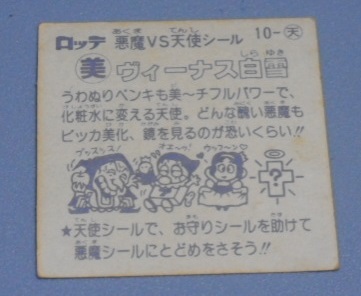 ロッテ 悪魔VS天使シール 10-天
美 ヴィーナス白雪
うわぬりペンキも美〜チフルパワーで、
化粧水に変える天使。どんな醜い悪魔も
ピッカ美化、鏡を見るのが恐いくらい!!
★天使シールで、お守りシールを助けて
悪魔シールにとどめをさそう!!